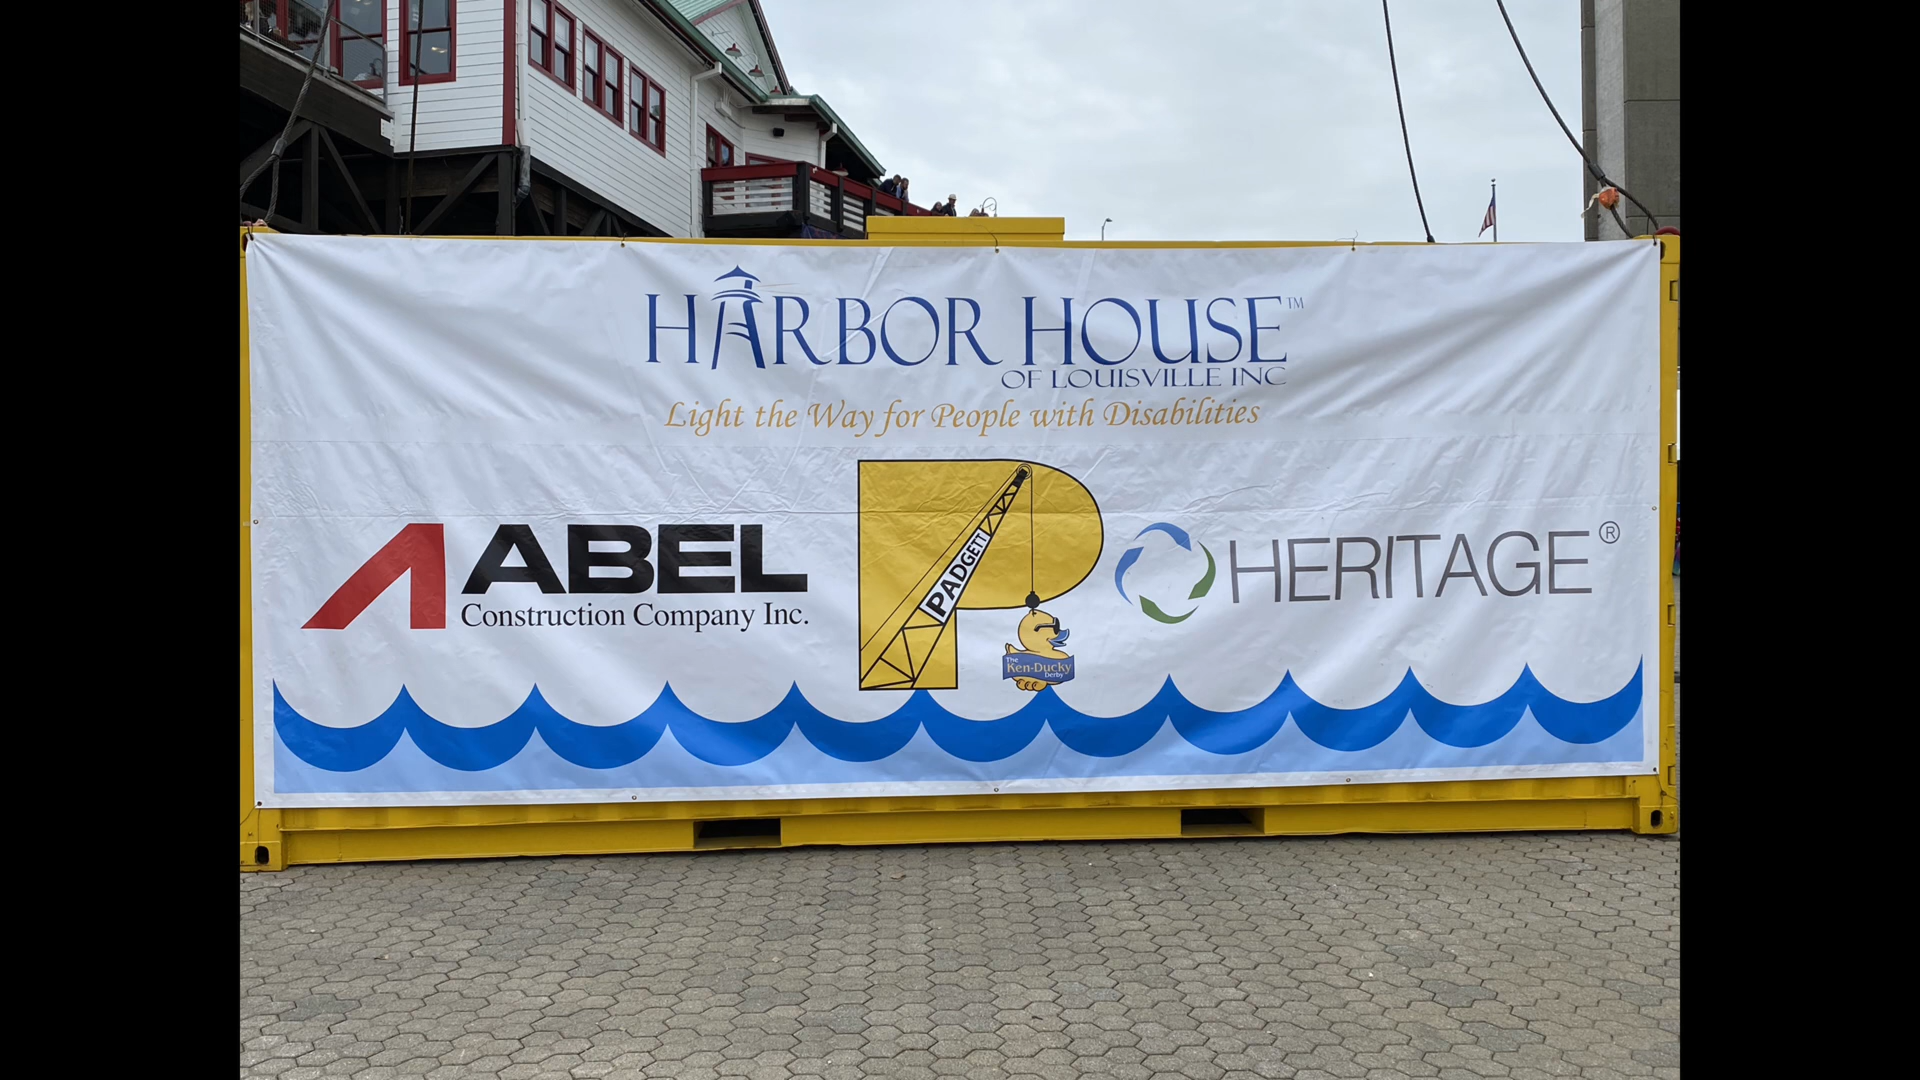 HARBOR HOUSE™
OF LOUISVILLE INC
Light the Way for People with Disabilities
ABEL
Construction Company Inc.
P
PADGETT
The
Ken-Ducky
Derby
HERITAGE®